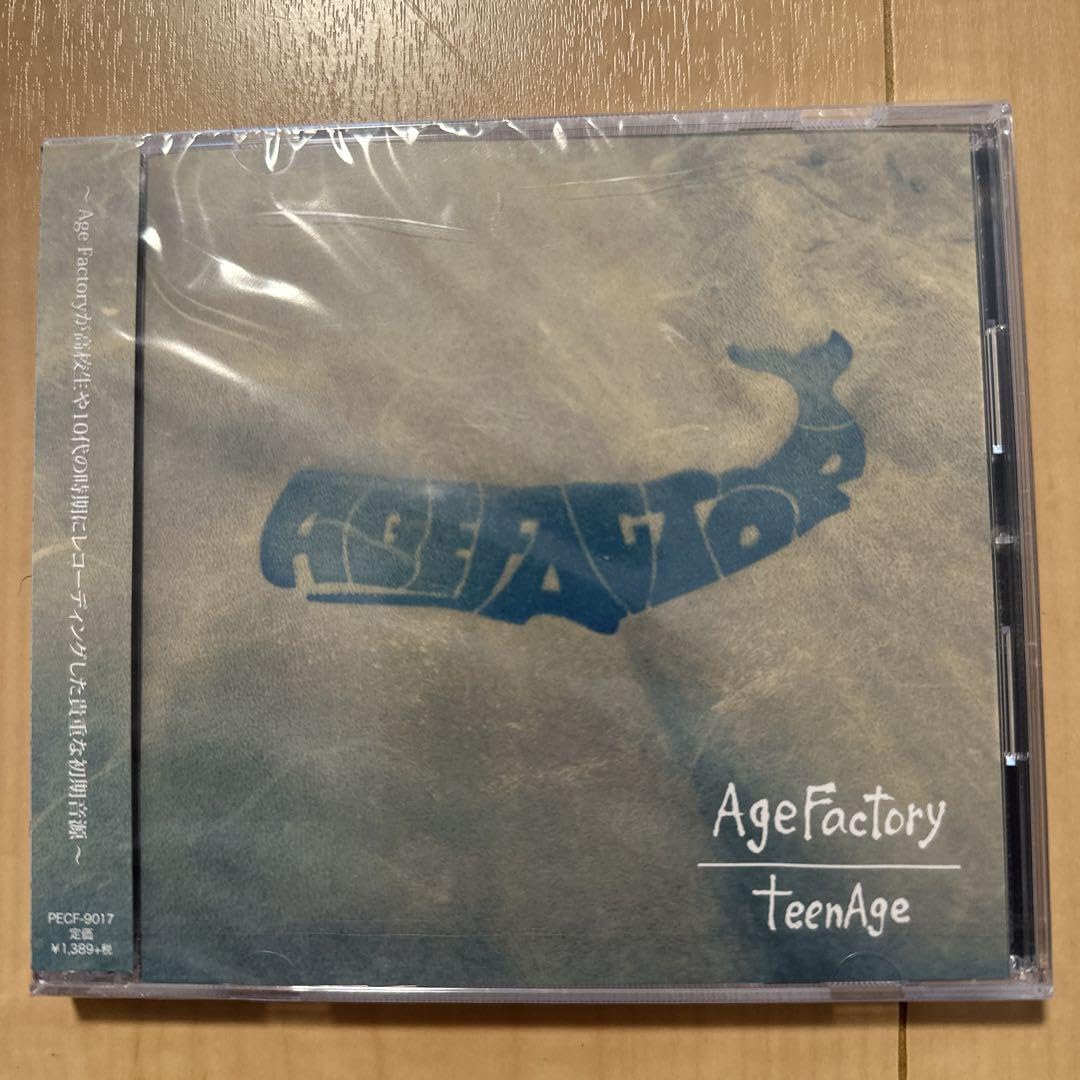 ～Age Factoryが高校生や10代の時期にレコーディングした貴重な初期音源～
PECF-9017
定価
¥1,389+税
AGE FACTORY
AgeFactory
teenAge